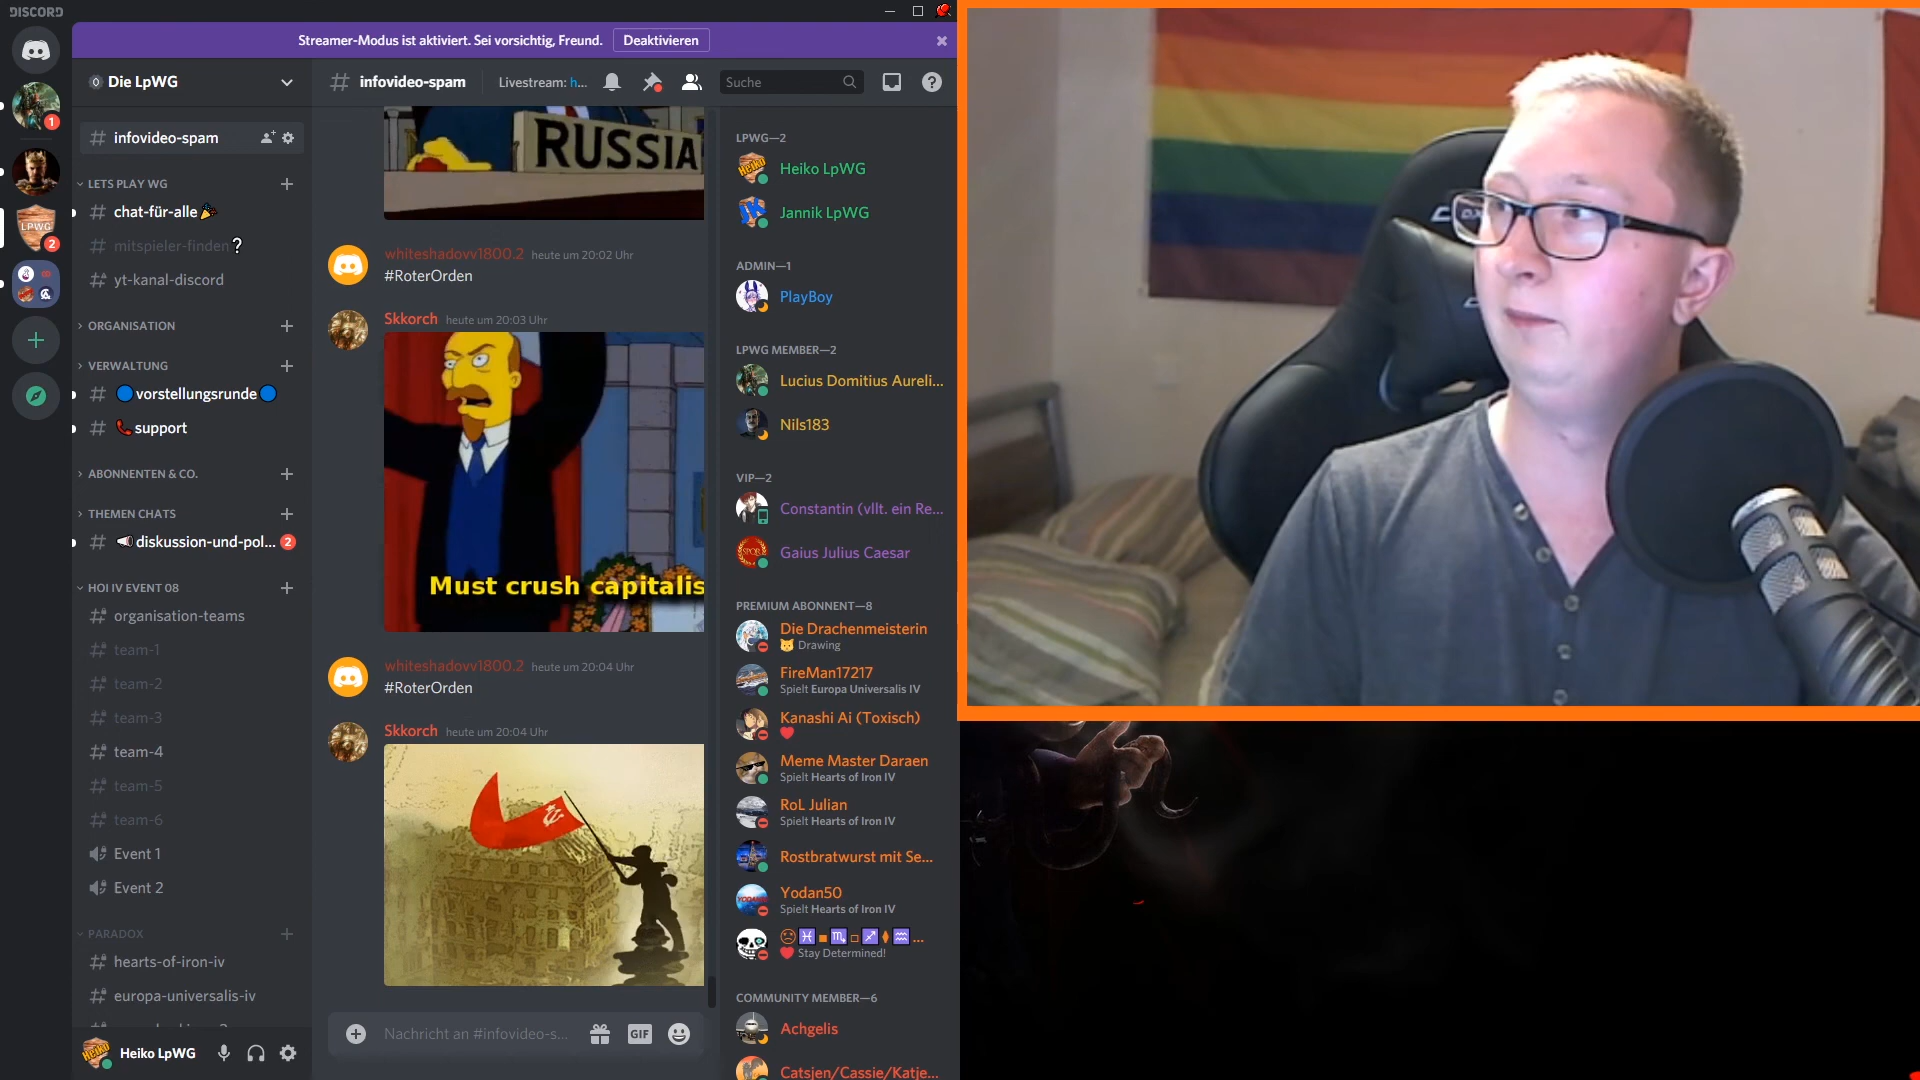 DISCORD
Streamer-Modus ist aktiviert. Sei vorsichtig, Freund.
Deaktivieren
Die LpWG
infovideo-spam
Livestream: h...
Suche
1
LPWG
2
infovideo-spam
LETS PLAY WG
chat-für-alle
mitspieler-finden
yt-kanal-discord
ORGANISATION
VERWALTUNG
vorstellungsrunde
support
ABONNENTEN & CO.
THEMEN CHATS
diskussion-und-pol...
2
HOI IV EVENT 08
organisation-teams
team-1
team-2
team-3
team-4
team-5
team-6
Event 1
Event 2
PARADOX
hearts-of-iron-iv
europa-universalis-iv
Heiko
Heiko LpWG
RUSSIA
whiteshadovv1800.2 heute um 20:02 Uhr
#RoterOrden
Skkorch heute um 20:03 Uhr
Must crush capitalis
whiteshadovv1800.2 heute um 20:04 Uhr
#RoterOrden
Skkorch heute um 20:04 Uhr
Nachricht an #infovideo-s...
GIF
LPWG—2
Heiko LpWG
Jannik LpWG
ADMIN—1
PlayBoy
LPWG MEMBER—2
Lucius Domitius Aureli...
Nils183
VIP—2
Constantin (vllt. ein Re...
SPQR
Gaius Julius Caesar
PREMIUM ABONNENT—8
Die Drachenmeisterin
Drawing
FireMan17217
Spielt Europa Universalis IV
Kanashi Ai (Toxisch)
Meme Master Daraen
Spielt Hearts of Iron IV
RoL Julian
Spielt Hearts of Iron IV
Rostbratwurst mit Se...
Yodan50
Spielt Hearts of Iron IV
Stay Determined!
COMMUNITY MEMBER—6
Achgelis
Catsjen/Cassie/Katje...